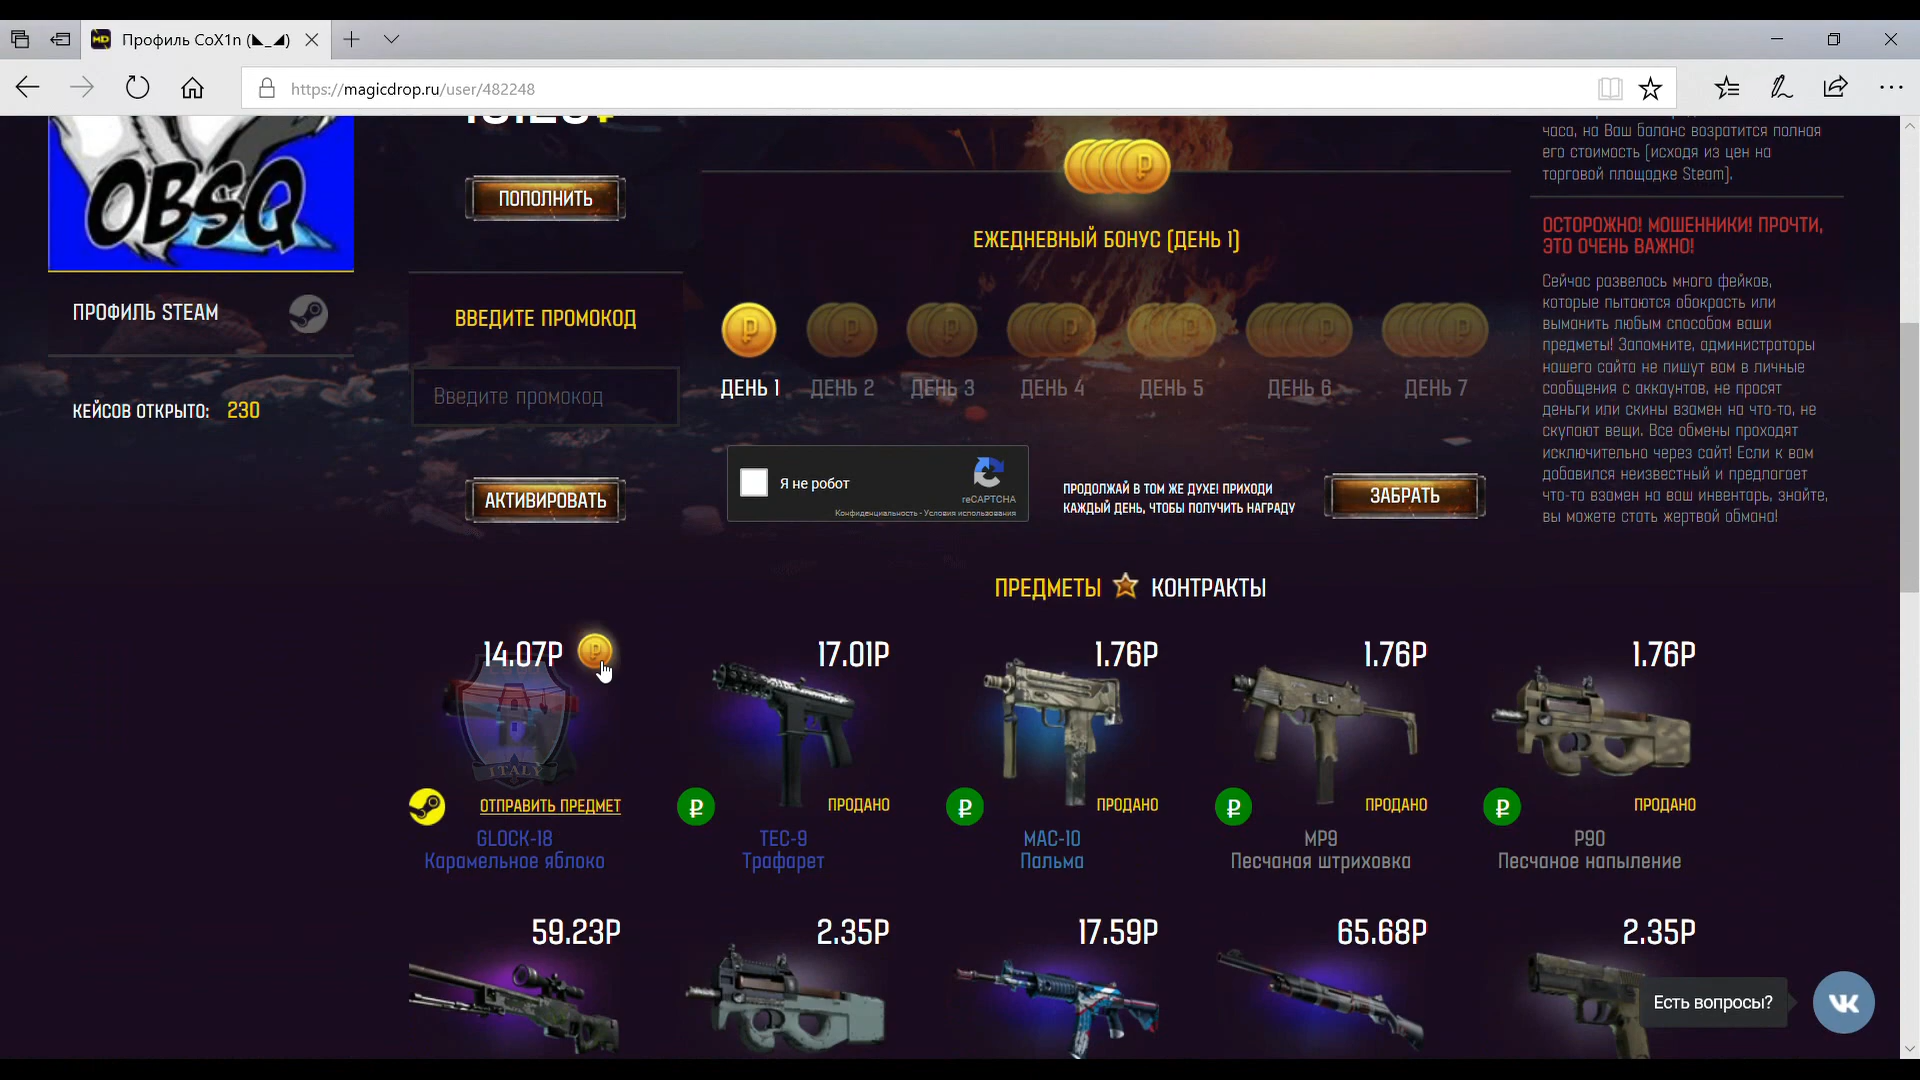 Профиль CoX1n (◣_◢)
https://magicdrop.ru/user/482248
OBSQ
ПРОФИЛЬ STEAM
КЕЙСОВ ОТКРЫТО: 230
ПОПОЛНИТЬ
ВВЕДИТЕ ПРОМОКОД
Введите промокод
АКТИВИРОВАТЬ
ЕЖЕДНЕВНЫЙ БОНУС (ДЕНЬ 1)
ДЕНЬ 1 ДЕНЬ 2 ДЕНЬ 3 ДЕНЬ 4 ДЕНЬ 5 ДЕНЬ 6 ДЕНЬ 7
Я не робот
reCAPTCHA
Конфиденциальность - Условия использования
ПРОДОЛЖАЙ В ТОМ ЖЕ ДУХЕ! ПРИХОДИ
КАЖДЫЙ ДЕНЬ, ЧТОБЫ ПОЛУЧИТЬ НАГРАДУ
ЗАБРАТЬ
часа, на Ваш баланс возратится полная
его стоимость (исходя из цен на
торговой площадке Steam).
ОСТОРОЖНО! МОШЕННИКИ! ПРОЧТИ,
ЭТО ОЧЕНЬ ВАЖНО!
Сейчас развелось много фейков,
которые пытаются обокрасть или
выманить любым способом ваши
предметы! Запомните, администраторы
нашего сайта не пишут вам в личные
сообщения с аккаунтов, не просят
деньги или скины взамен на что-то, не
скупают вещи. Все обмены проходят
исключительно через сайт! Если к вам
добавился неизвестный и предлагает
что-то взамен на ваш инвентарь, знайте,
вы можете стать жертвой обмана!
ПРЕДМЕТЫ КОНТРАКТЫ
14.07Р 17.01Р 1.76Р 1.76Р 1.76Р
ITALY
ОТПРАВИТЬ ПРЕДМЕТ ПРОДАНО ПРОДАНО ПРОДАНО ПРОДАНО
GLOCK-18 TEC-9 MAC-10 MP9 P90
Карамельное яблоко Трафарет Пальма Песчаная штриховка Песчаное напыление
59.23Р 2.35Р 17.59Р 65.68Р 2.35Р
Есть вопросы?